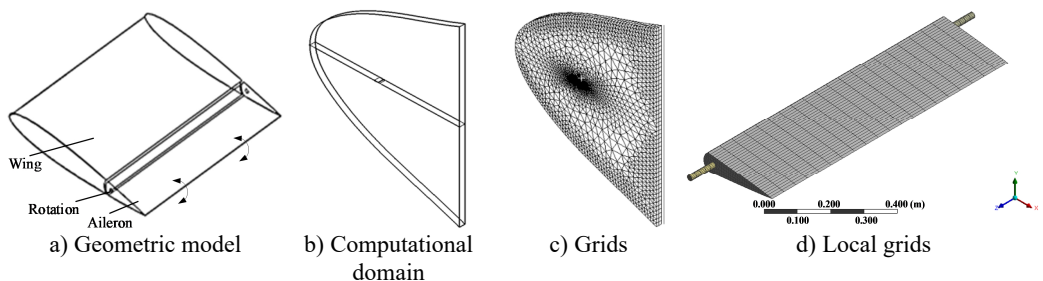 Wing
Rotation
Aileron
0.000 0.200 0.400 (m)
0.100 0.300
Y
Z X
a) Geometric model b) Computational domain c) Grids d) Local grids